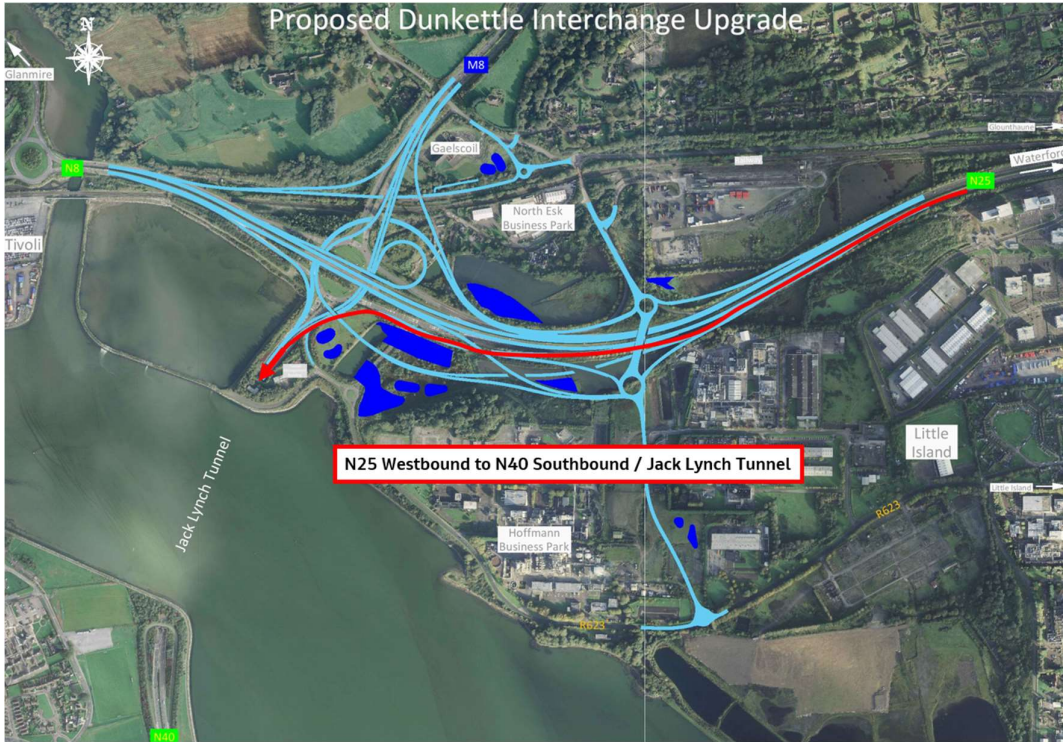 Proposed Dunkettle Interchange Upgrade
N
Glanmire
M8
Gaelscoil
Glounthaune
Waterford
N8
N25
North Esk
Business Park
Tivoli
N25 Westbound to N40 Southbound / Jack Lynch Tunnel
Little
Island
Little Island
Jack Lynch Tunnel
R623
Hoffmann
Business Park
R623
N40